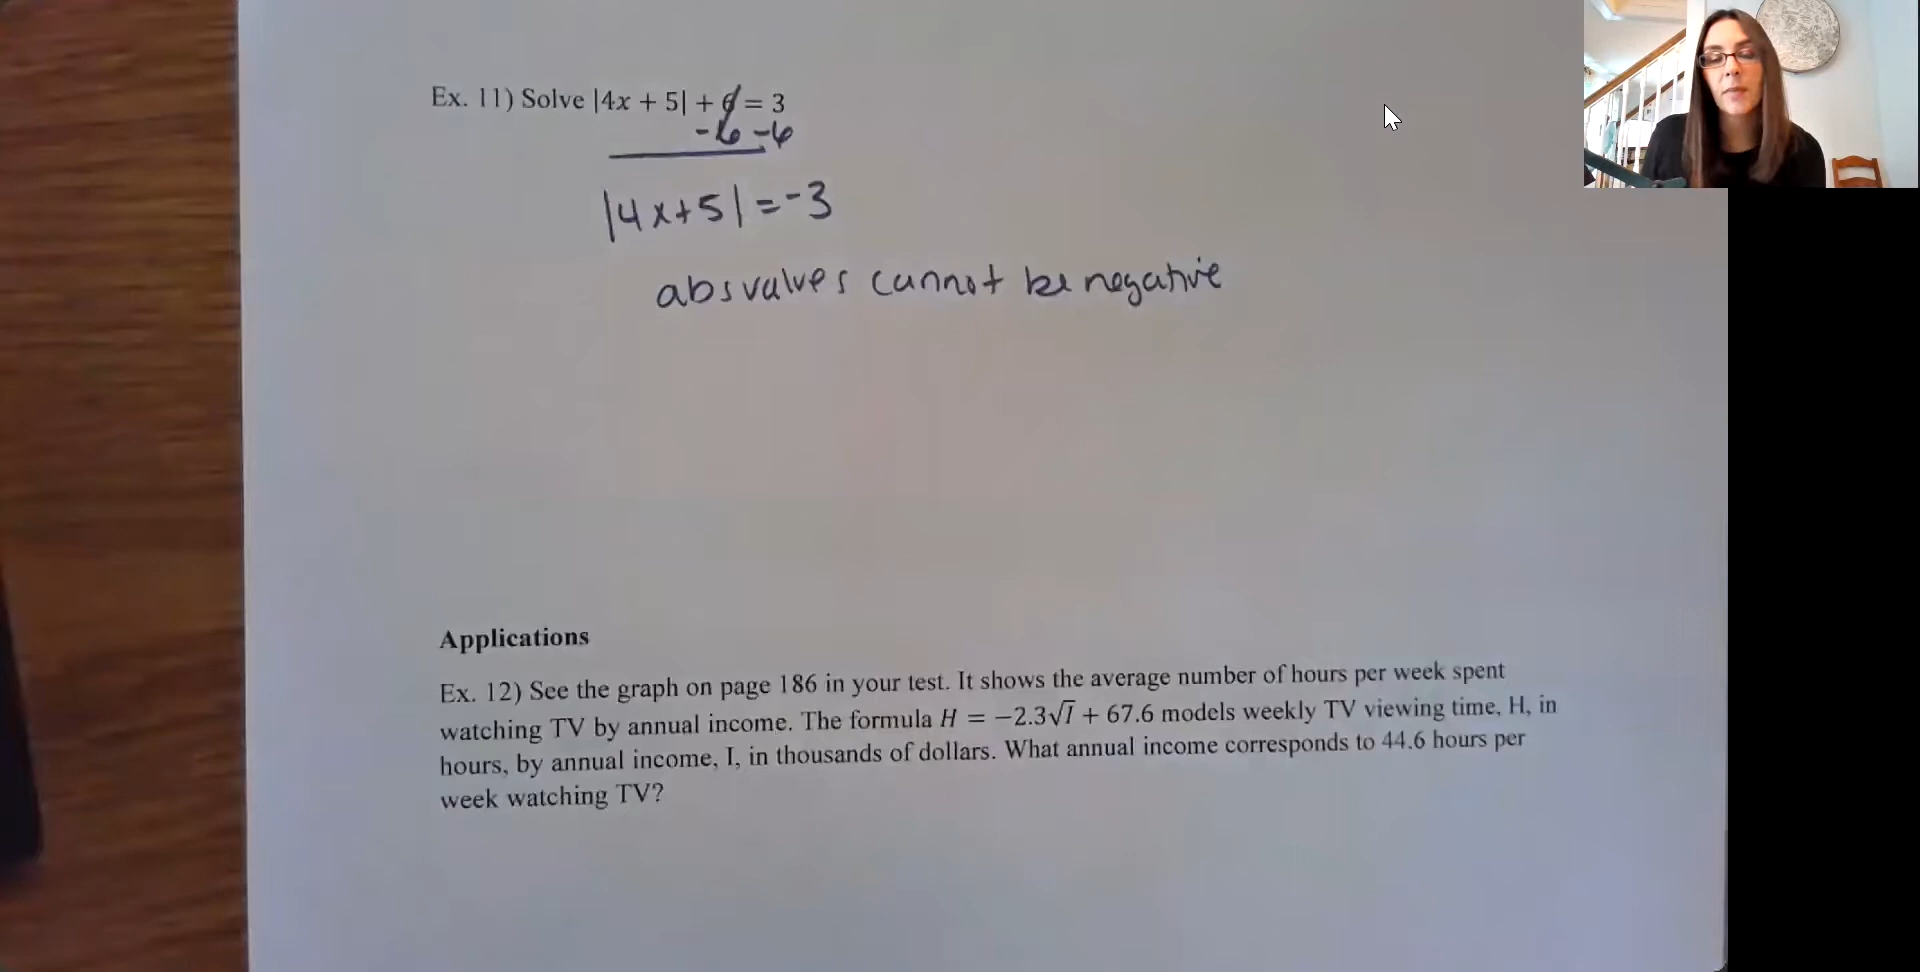 Ex. 11) Solve |4x + 5| + 6 = 3
-6 -6
|4x+5| = -3
abs values cannot be negative
Applications
Ex. 12) See the graph on page 186 in your test. It shows the average number of hours per week spent
watching TV by annual income. The formula H = −2.3√I + 67.6 models weekly TV viewing time, H, in
hours, by annual income, I, in thousands of dollars. What annual income corresponds to 44.6 hours per
week watching TV?